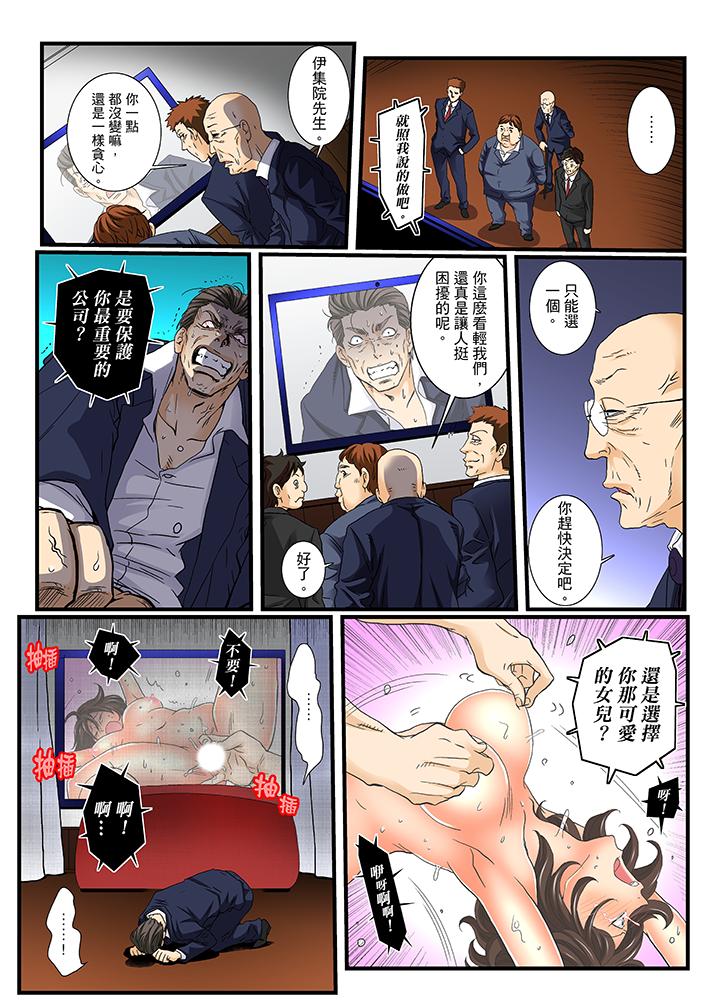 ……
就照我說的做吧。
伊集院先生。
你一點
都沒變嘛，
還是一樣貪心。
只能選
一個。
你趕快決定吧。
你這麼看輕我們，
還真是讓人挺
困擾的呢。
好了。
是要保護
你最重要的
公司？
還是選擇
你那可愛
的女兒？
呀！
咿呀啊啊！
……
不要！
啊！
抽插
抽插
抽插
啊！
啊…
……！